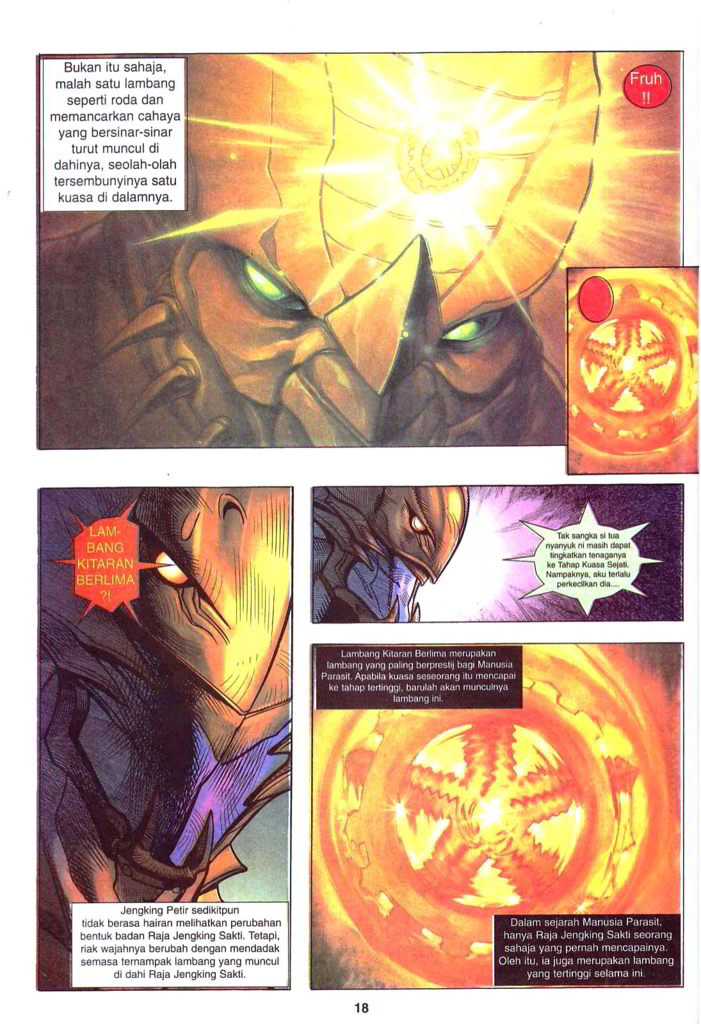 Bukan itu sahaja,
malah satu lambang
seperti roda dan
memancarkan cahaya
yang bersinar-sinar
turut muncul di
dahinya, seolah-olah
tersembunyinya satu
kuasa di dalamnya.
Fruh
!!
LAM-
BANG
KITARAN
BERLIMA
?!
Jengking Petir sedikitpun
tidak berasa hairan melihatkan perubahan
bentuk badan Raja Jengking Sakti. Tetapi,
riak wajahnya berubah dengan mendadak
semasa ternampak lambang yang muncul
di dahi Raja Jengking Sakti.
Tak sangka si tua
nyanyuk ni masih dapat
tingkatkan tenaganya
ke Tahap Kuasa Sejati.
Nampaknya, aku terlalu
perkecilkan dia....
Lambang Kitaran Berlima merupakan
lambang yang paling berprestij bagi Manusia
Parasit. Apabila kuasa seseorang itu mencapai
ke tahap tertinggi, barulah akan munculnya
lambang ini.
Dalam sejarah Manusia Parasit,
hanya Raja Jengking Sakti seorang
sahaja yang pernah mencapainya.
Oleh itu, ia juga merupakan lambang
yang tertinggi selama ini.
18